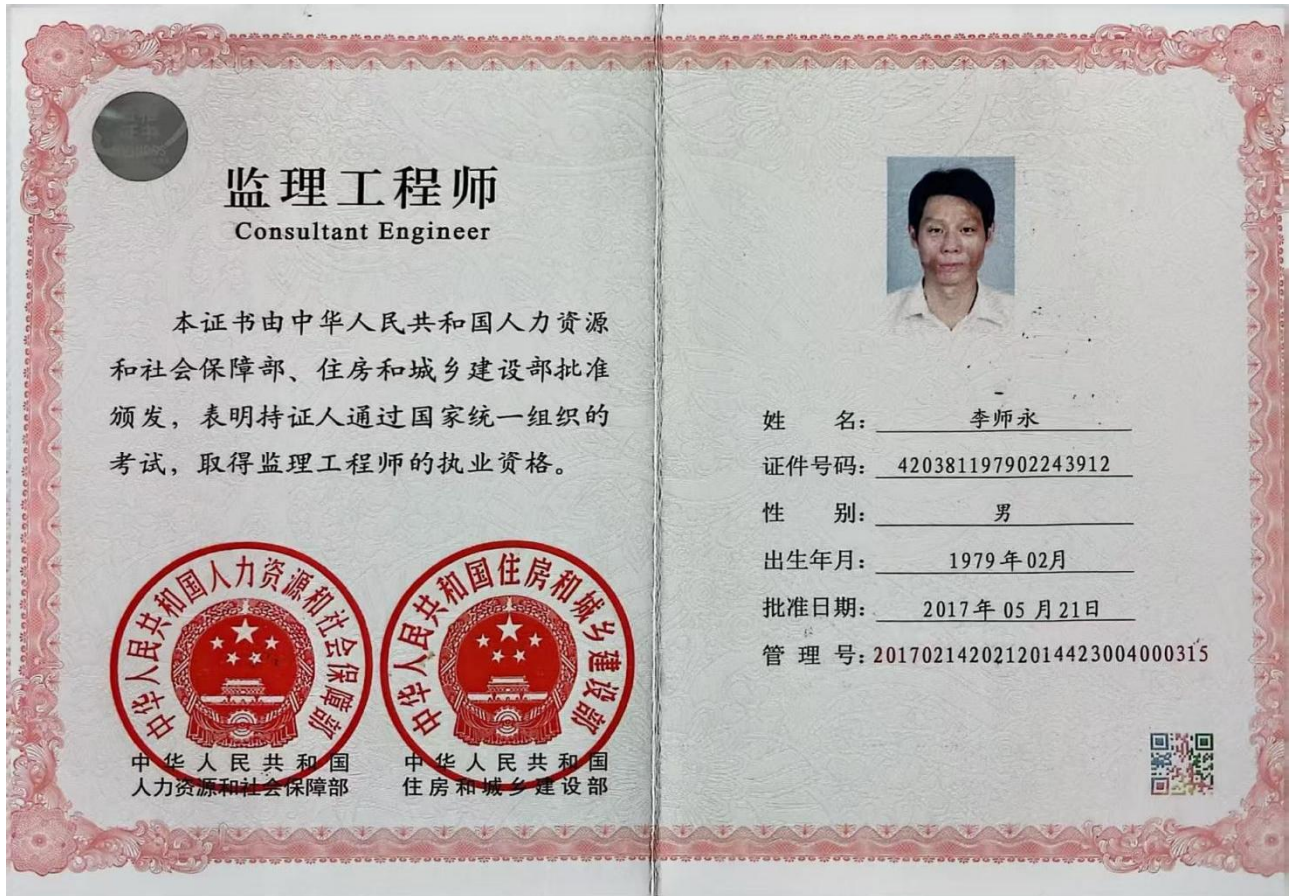 监理工程师
Consultant Engineer
本证书由中华人民共和国人力资源
和社会保障部、住房和城乡建设部批准
颁发，表明持证人通过国家统一组织的
考试，取得监理工程师的执业资格。
中华人民共和国人力资源和社会保障部
中华人民共和国住房和城乡建设部
中华人民共和国
人力资源和社会保障部
中华人民共和国
住房和城乡建设部
姓 名：李师永
证件号码：420381197902243912
性 别：男
出生年月：1979年02月
批准日期：2017年05月21日
管 理 号：2017021420212014423004000315